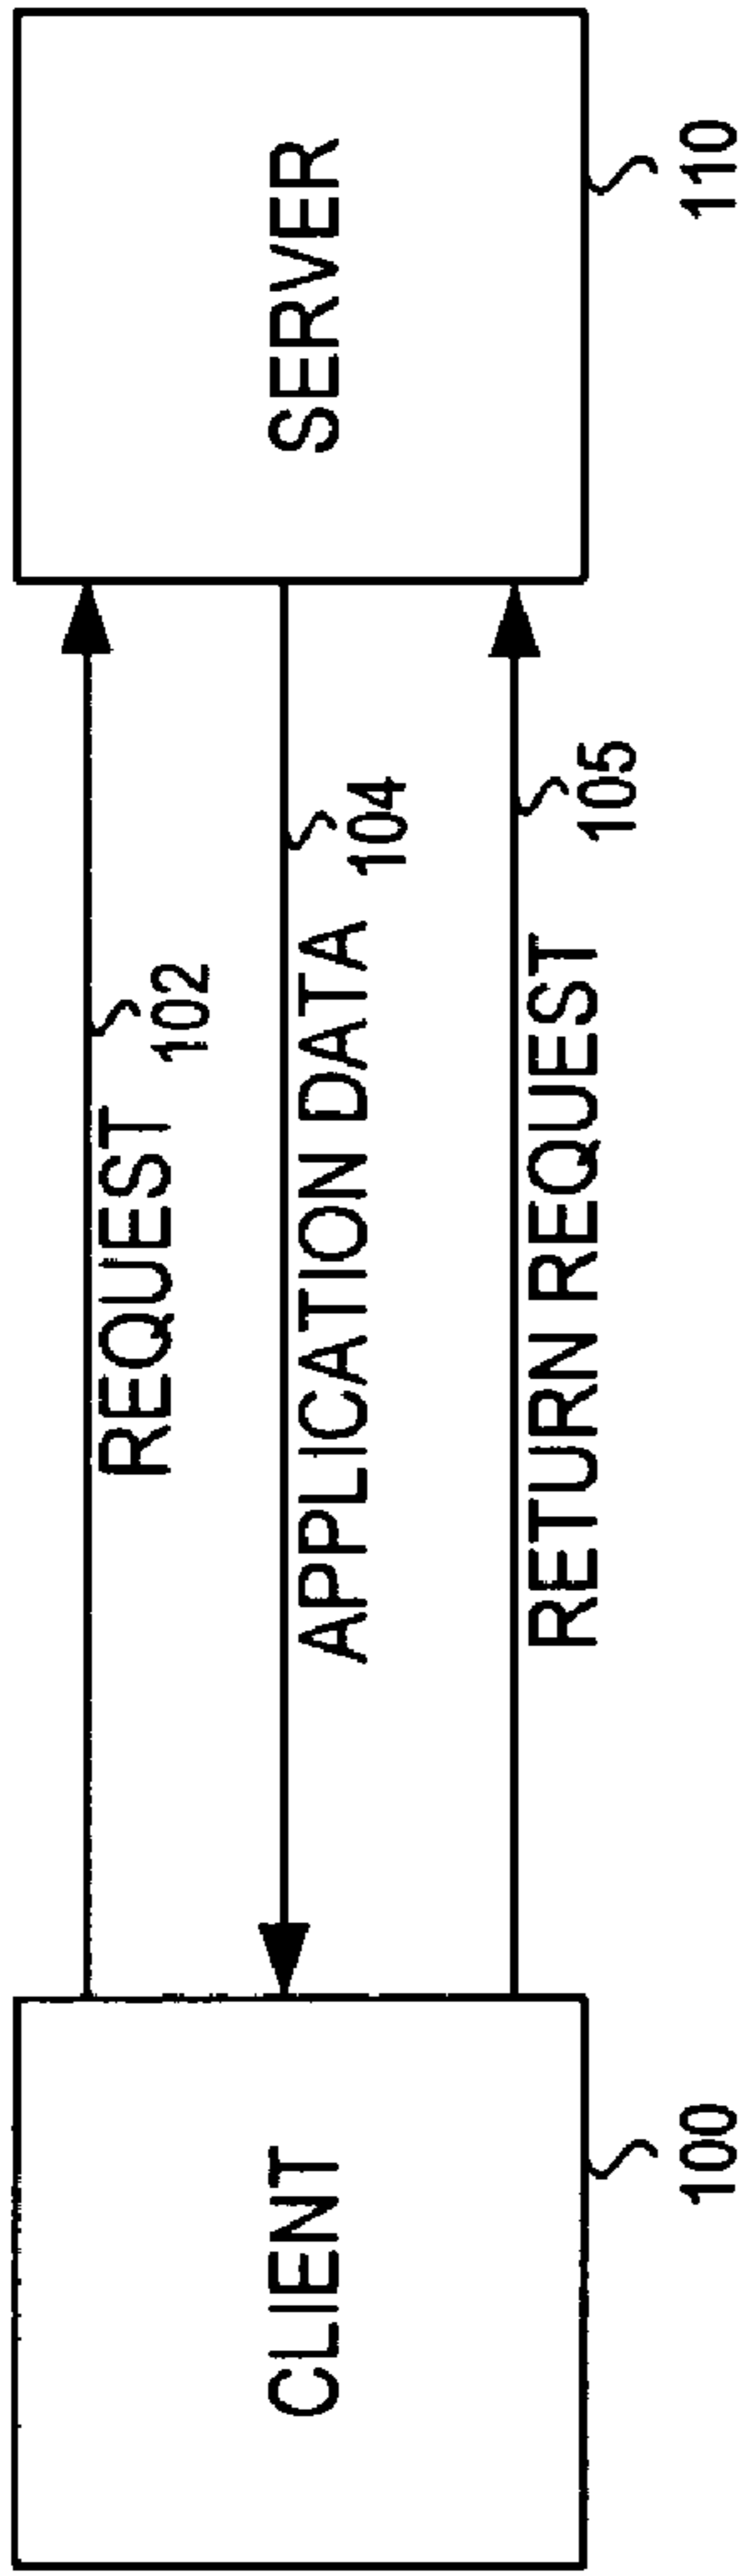 CLIENT
100
REQUEST
102
APPLICATION DATA
104
RETURN REQUEST
105
SERVER
110